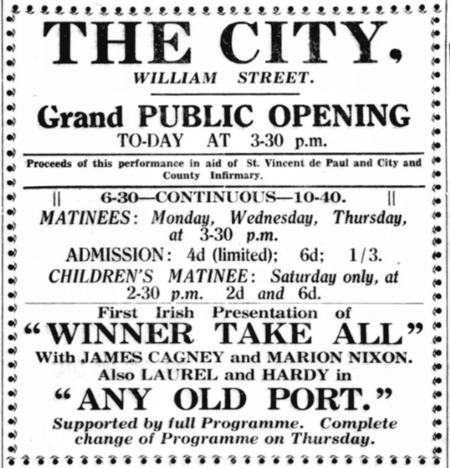 THE CITY,
WILLIAM STREET.
Grand PUBLIC OPENING
TO-DAY AT 3-30 p.m.
Proceeds of this performance in aid of St. Vincent de Paul and City and
County Infirmary.
|| 6-30—CONTINUOUS—10-40. ||
MATINEES: Monday, Wednesday, Thursday,
at 3-30 p.m.
ADMISSION: 4d (limited); 6d; 1/3.
CHILDREN'S MATINEE: Saturday only, at
2-30 p.m. 2d and 6d.
First Irish Presentation of
"WINNER TAKE ALL"
With JAMES CAGNEY and MARION NIXON.
Also LAUREL and HARDY in
"ANY OLD PORT."
Supported by full Programme. Complete
change of Programme on Thursday.